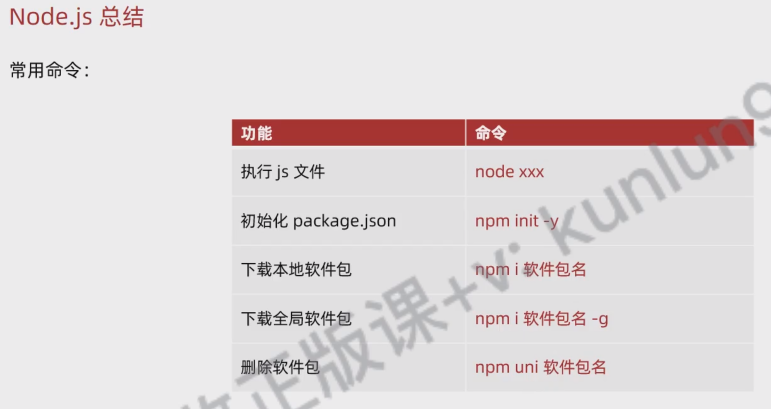 Node.js 总结
常用命令：
功能 命令
执行 js 文件 node xxx
初始化 package.json npm init -y
下载本地软件包 npm i 软件包名
下载全局软件包 npm i 软件包名 -g
删除软件包 npm uni 软件包名
正版课+v: kunlung